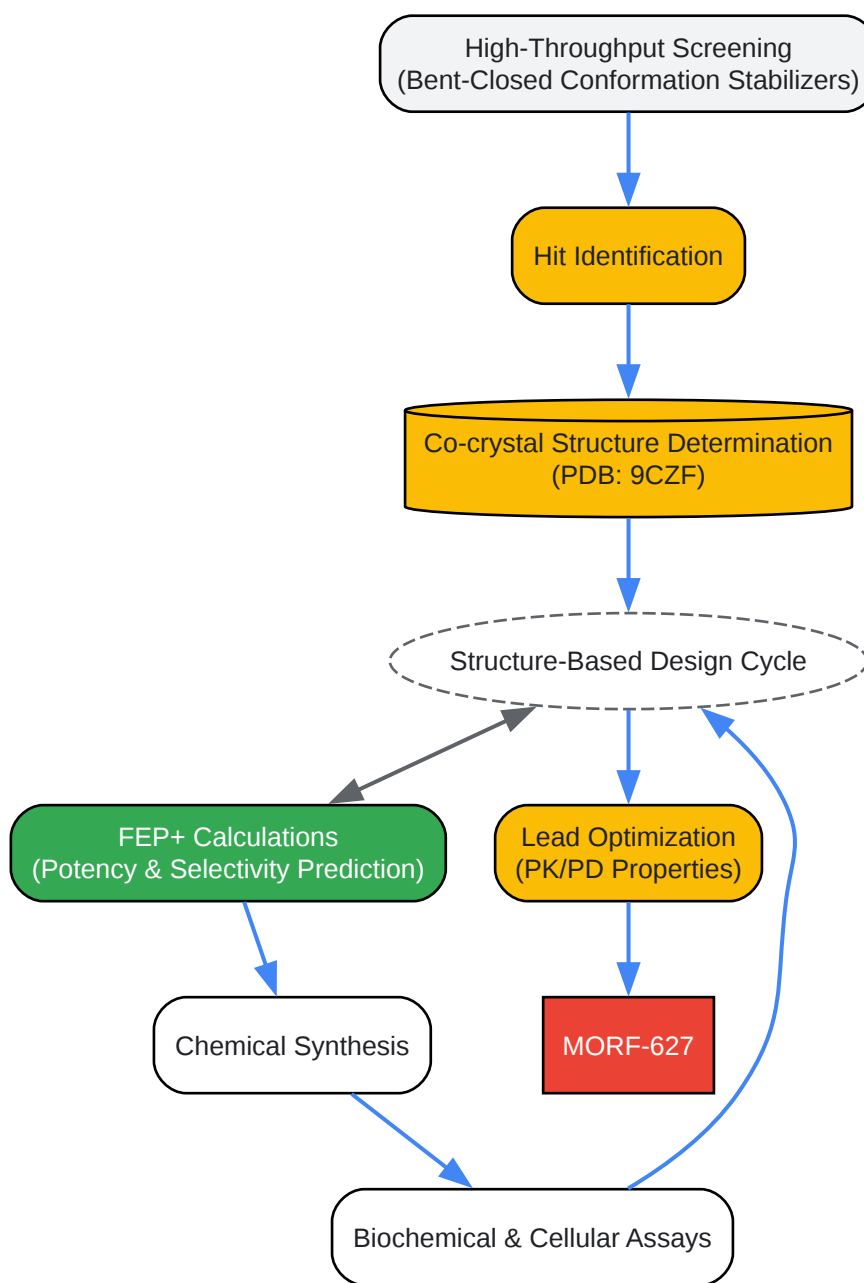 High-Throughput Screening
(Bent-Closed Conformation Stabilizers)
Hit Identification
Co-crystal Structure Determination
(PDB: 9CZF)
Structure-Based Design Cycle
FEP+ Calculations
(Potency & Selectivity Prediction)
Lead Optimization
(PK/PD Properties)
Chemical Synthesis
MORF-627
Biochemical & Cellular Assays